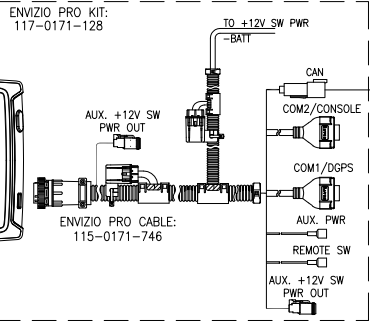 ENVIZIO PRO KIT:
117-0171-128
TO +12V SW PWR
-BATT
CAN
COM2/CONSOLE
AUX. +12V SW
PWR OUT
COM1/DGPS
ENVIZIO PRO CABLE:
115-0171-746
AUX. PWR
REMOTE SW
AUX. +12V SW
PWR OUT